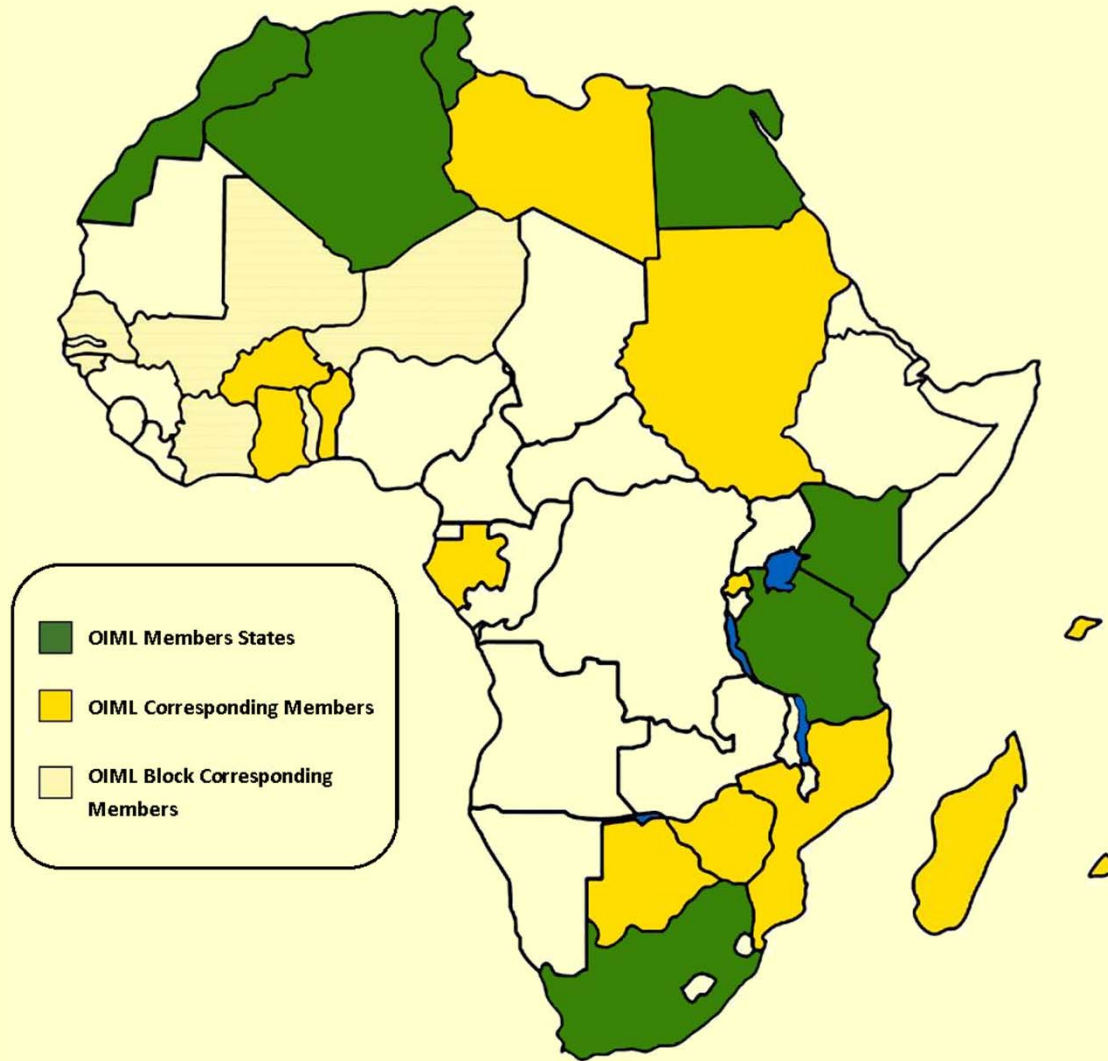 OIML Members States
OIML Corresponding Members
OIML Block Corresponding
Members